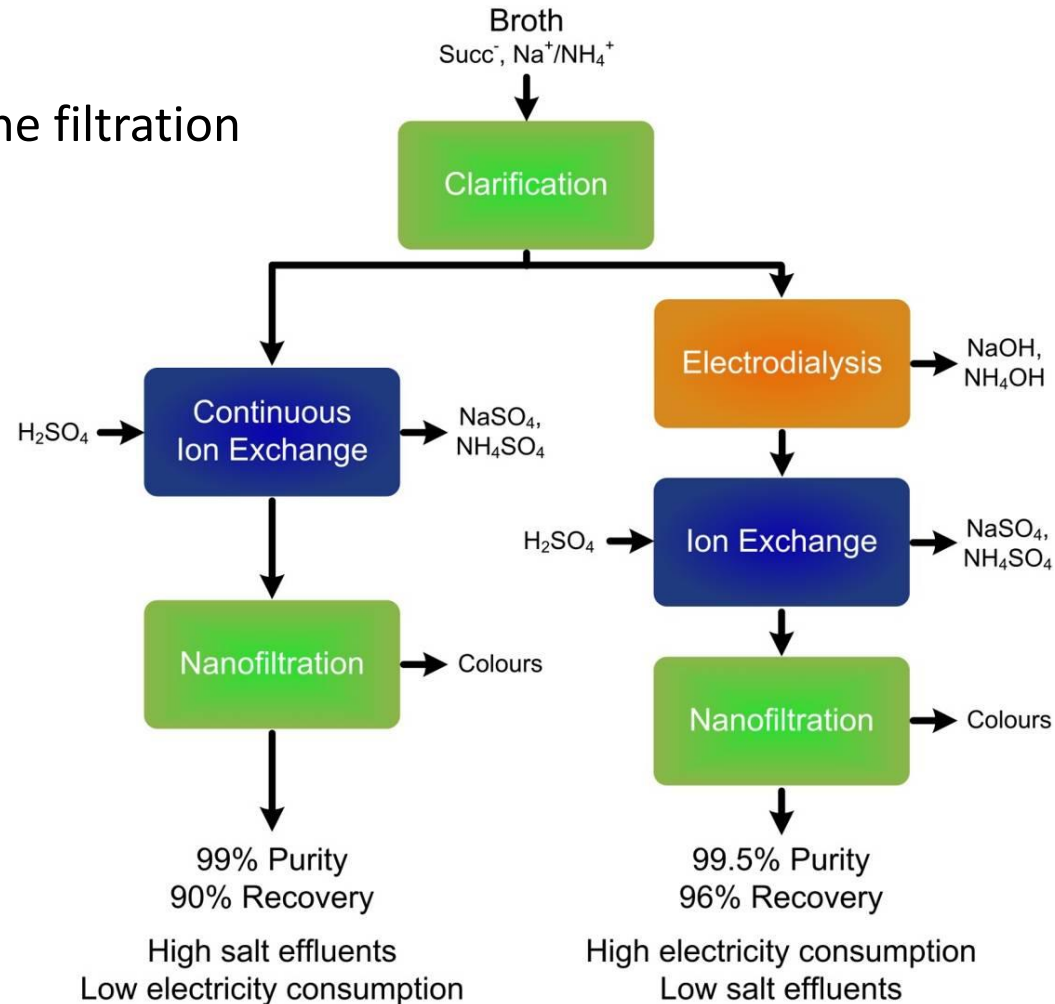 Broth
Succ⁻, Na⁺/NH₄⁺
ne filtration
Clarification
Continuous
Ion Exchange
H₂SO₄
NaSO₄,
NH₄SO₄
Nanofiltration
Colours
99% Purity
90% Recovery
High salt effluents
Low electricity consumption
Electrodialysis
NaOH,
NH₄OH
H₂SO₄
Ion Exchange
NaSO₄,
NH₄SO₄
Nanofiltration
Colours
99.5% Purity
96% Recovery
High electricity consumption
Low salt effluents